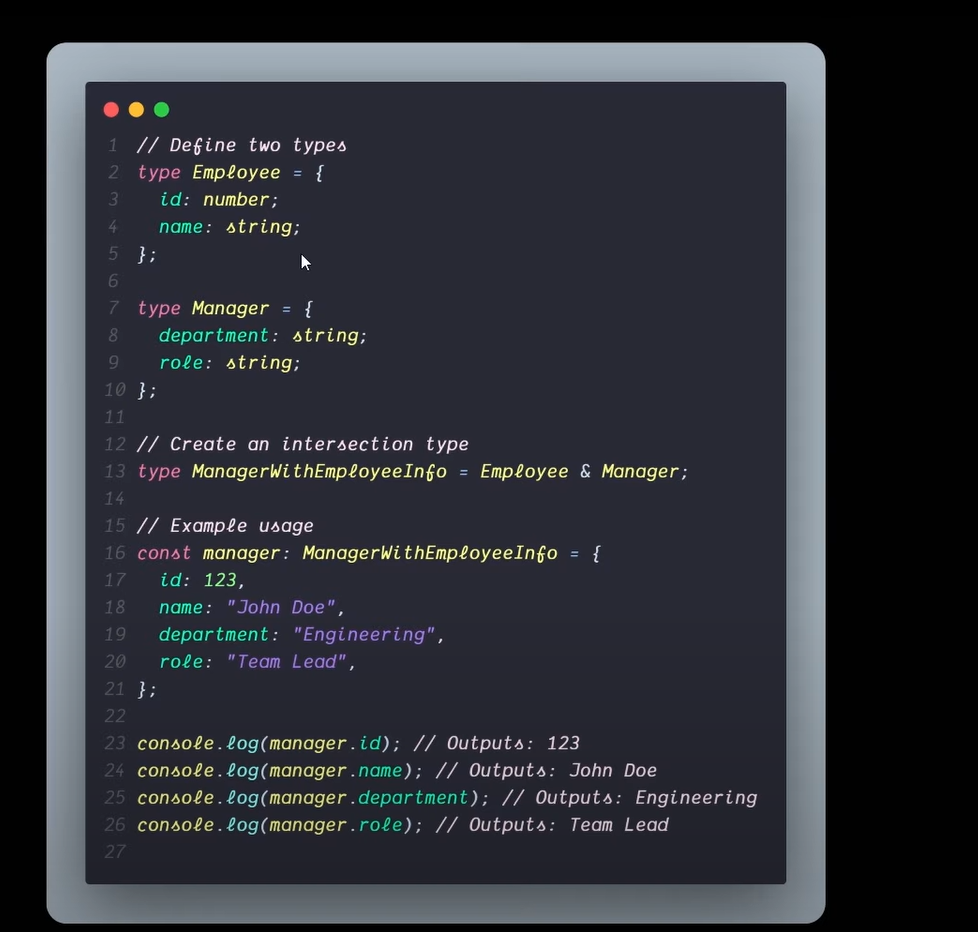 1 // Define two types
2 type Employee = {
3   id: number;
4   name: string;
5 };
6
7 type Manager = {
8   department: string;
9   role: string;
10 };
11
12 // Create an intersection type
13 type ManagerWithEmployeeInfo = Employee & Manager;
14
15 // Example usage
16 const manager: ManagerWithEmployeeInfo = {
17   id: 123,
18   name: "John Doe",
19   department: "Engineering",
20   role: "Team Lead",
21 };
22
23 console.log(manager.id); // Outputs: 123
24 console.log(manager.name); // Outputs: John Doe
25 console.log(manager.department); // Outputs: Engineering
26 console.log(manager.role); // Outputs: Team Lead
27